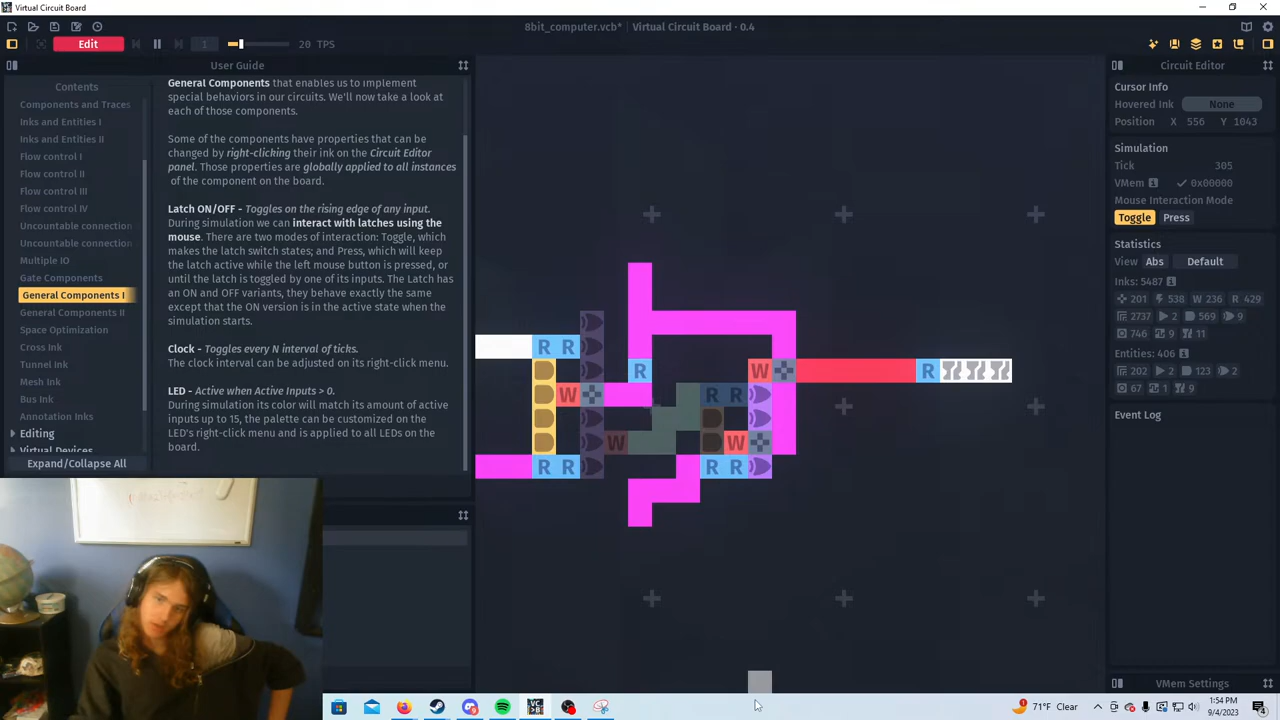 Virtual Circuit Board
8bit_computer.vcb* | Virtual Circuit Board - 0.4
Edit
1
20 TPS
User Guide
Contents
Components and Traces
Inks and Entities I
Inks and Entities II
Flow control I
Flow control II
Flow control III
Flow control IV
Uncountable connection
Uncountable connection
Multiple IO
Gate Components
General Components I
General Components II
Space Optimization
Cross Ink
Tunnel Ink
Mesh Ink
Bus Ink
Annotation Inks
Editing
Virtual Devices
Expand/Collapse All
General Components that enables us to implement
special behaviors in our circuits. We'll now take a look at
each of those components.
Some of the components have properties that can be
changed by right-clicking their ink on the Circuit Editor
panel. Those properties are globally applied to all instances
of the component on the board.
Latch ON/OFF - Toggles on the rising edge of any input.
During simulation we can interact with latches using the
mouse. There are two modes of interaction: Toggle, which
makes the latch switch states; and Press, which will keep
the latch active while the left mouse button is pressed, or
until the latch is toggled by one of its inputs. The Latch has
an ON and OFF variants, they behave exactly the same
except that the ON version is in the active state when the
simulation starts.
Clock - Toggles every N interval of ticks.
The clock interval can be adjusted on its right-click menu.
LED - Active when Active Inputs > 0.
During simulation its color will match its amount of active
inputs up to 15, the palette can be customized on the
LED's right-click menu and is applied to all LEDs on the
board.
R R
R W R
W R R
W
W W
R R R R
Circuit Editor
Cursor Info
Hovered Ink None
Position X 556 Y 1043
Simulation
Tick 305
VMem 0x00000
Mouse Interaction Mode
Toggle Press
Statistics
View Abs Default
Inks: 5487
201 538 W 236 R 429
2737 2 569 9
746 9 11
Entities: 406
202 2 123 2
67 1 9
Event Log
VMem Settings
71°F Clear
1:54 PM
9/4/2023